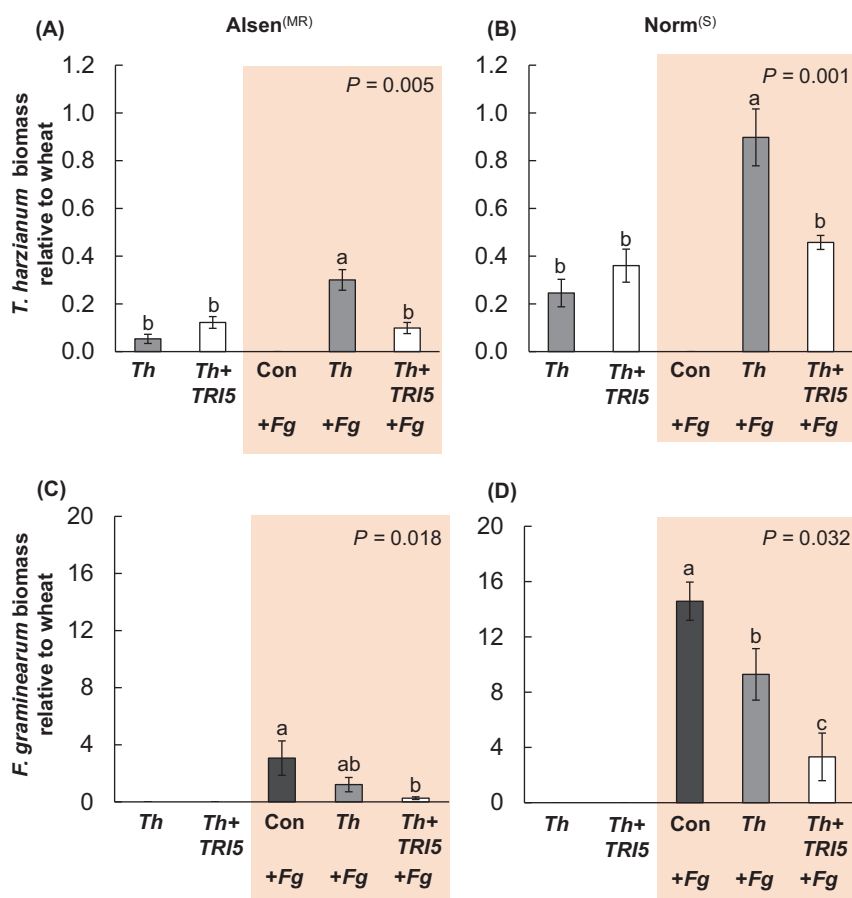 (A) Alsen(MR)
T. harzianum biomass
relative to wheat
1.2
1.0
0.8
0.6
0.4
0.2
0.0
P = 0.005
b b a b
Th Th+ Con Th Th+
TRI5 TRI5
+Fg +Fg +Fg
(B) Norm(S)
1.2
1.0
0.8
0.6
0.4
0.2
0.0
P = 0.001
b b a b
Th Th+ Con Th Th+
TRI5 TRI5
+Fg +Fg +Fg
(C)
F. graminearum biomass
relative to wheat
20
16
12
8
4
0
P = 0.018
a ab b
Th Th+ Con Th Th+
TRI5 TRI5
+Fg +Fg +Fg
(D)
20
16
12
8
4
0
P = 0.032
a b c
Th Th+ Con Th Th+
TRI5 TRI5
+Fg +Fg +Fg